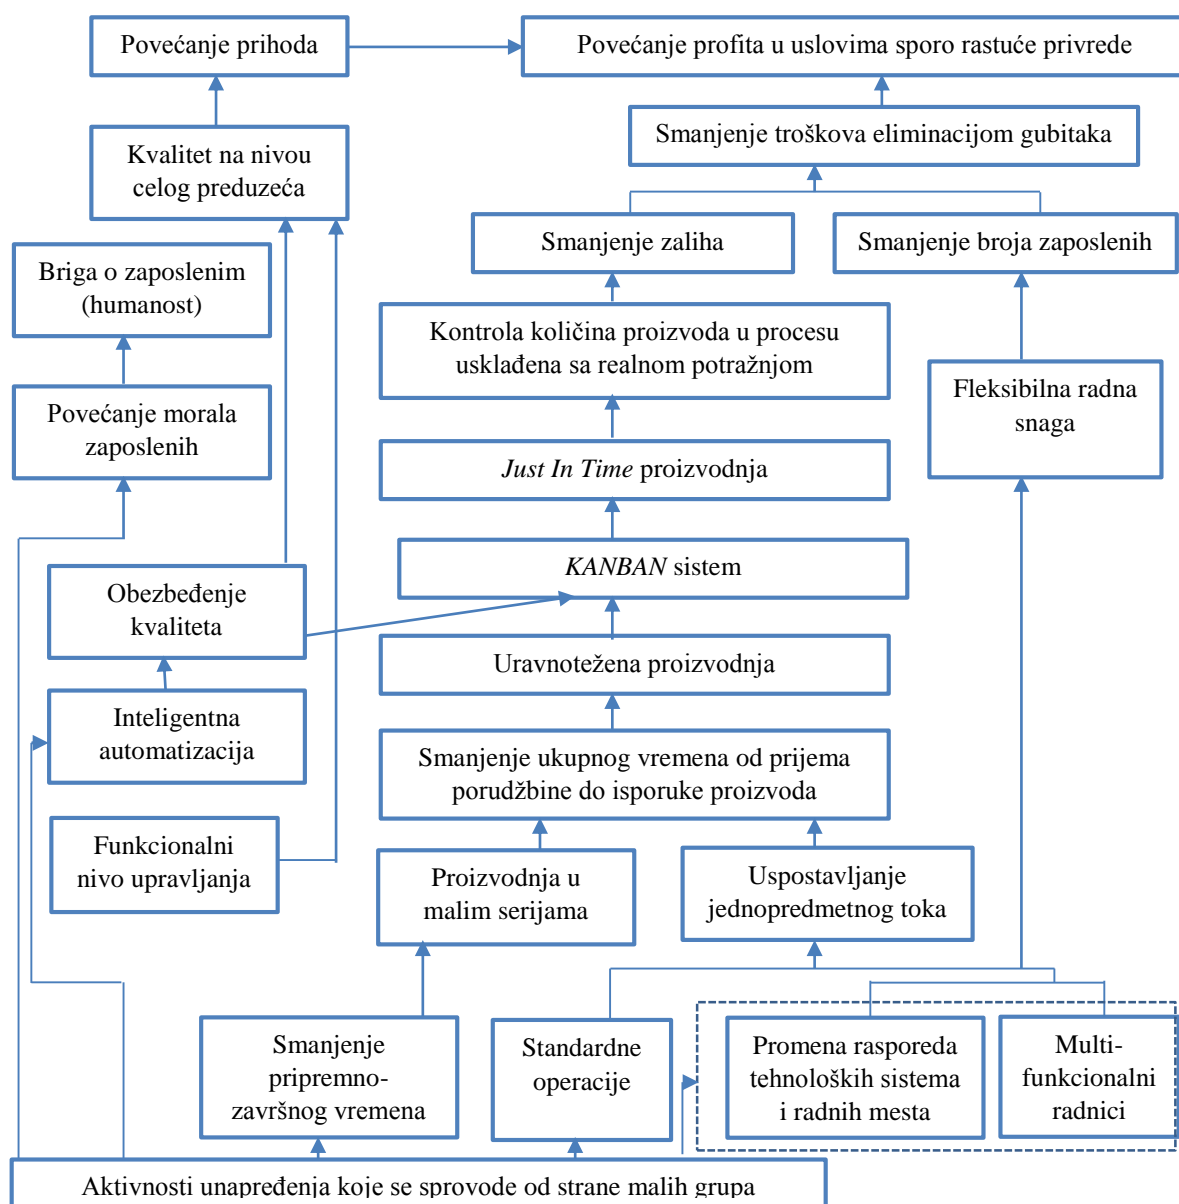 Povećanje prihoda
Povećanje profita u uslovima sporo rastuće privrede
Smanjenje troškova eliminacijom gubitaka
Kvalitet na nivou
celog preduzeća
Smanjenje zaliha
Smanjenje broja zaposlenih
Briga o zaposlenim
(humanost)
Kontrola količina proizvoda u procesu
usklađena sa realnom potražnjom
Fleksibilna radna
snaga
Povećanje morala
zaposlenih
Just In Time proizvodnja
KANBAN sistem
Obezbeđenje
kvaliteta
Uravnotežena proizvodnja
Inteligentna
automatizacija
Smanjenje ukupnog vremena od prijema
porudžbine do isporuke proizvoda
Funkcionalni
nivo upravljanja
Proizvodnja u
malim serijama
Uspostavljanje
jednopredmetnog toka
Smanjenje
pripremno-
završnog vremena
Standardne
operacije
Promena rasporeda
tehnoloških sistema
i radnih mesta
Multi-
funkcionalni
radnici
Aktivnosti unapređenja koje se sprovode od strane malih grupa